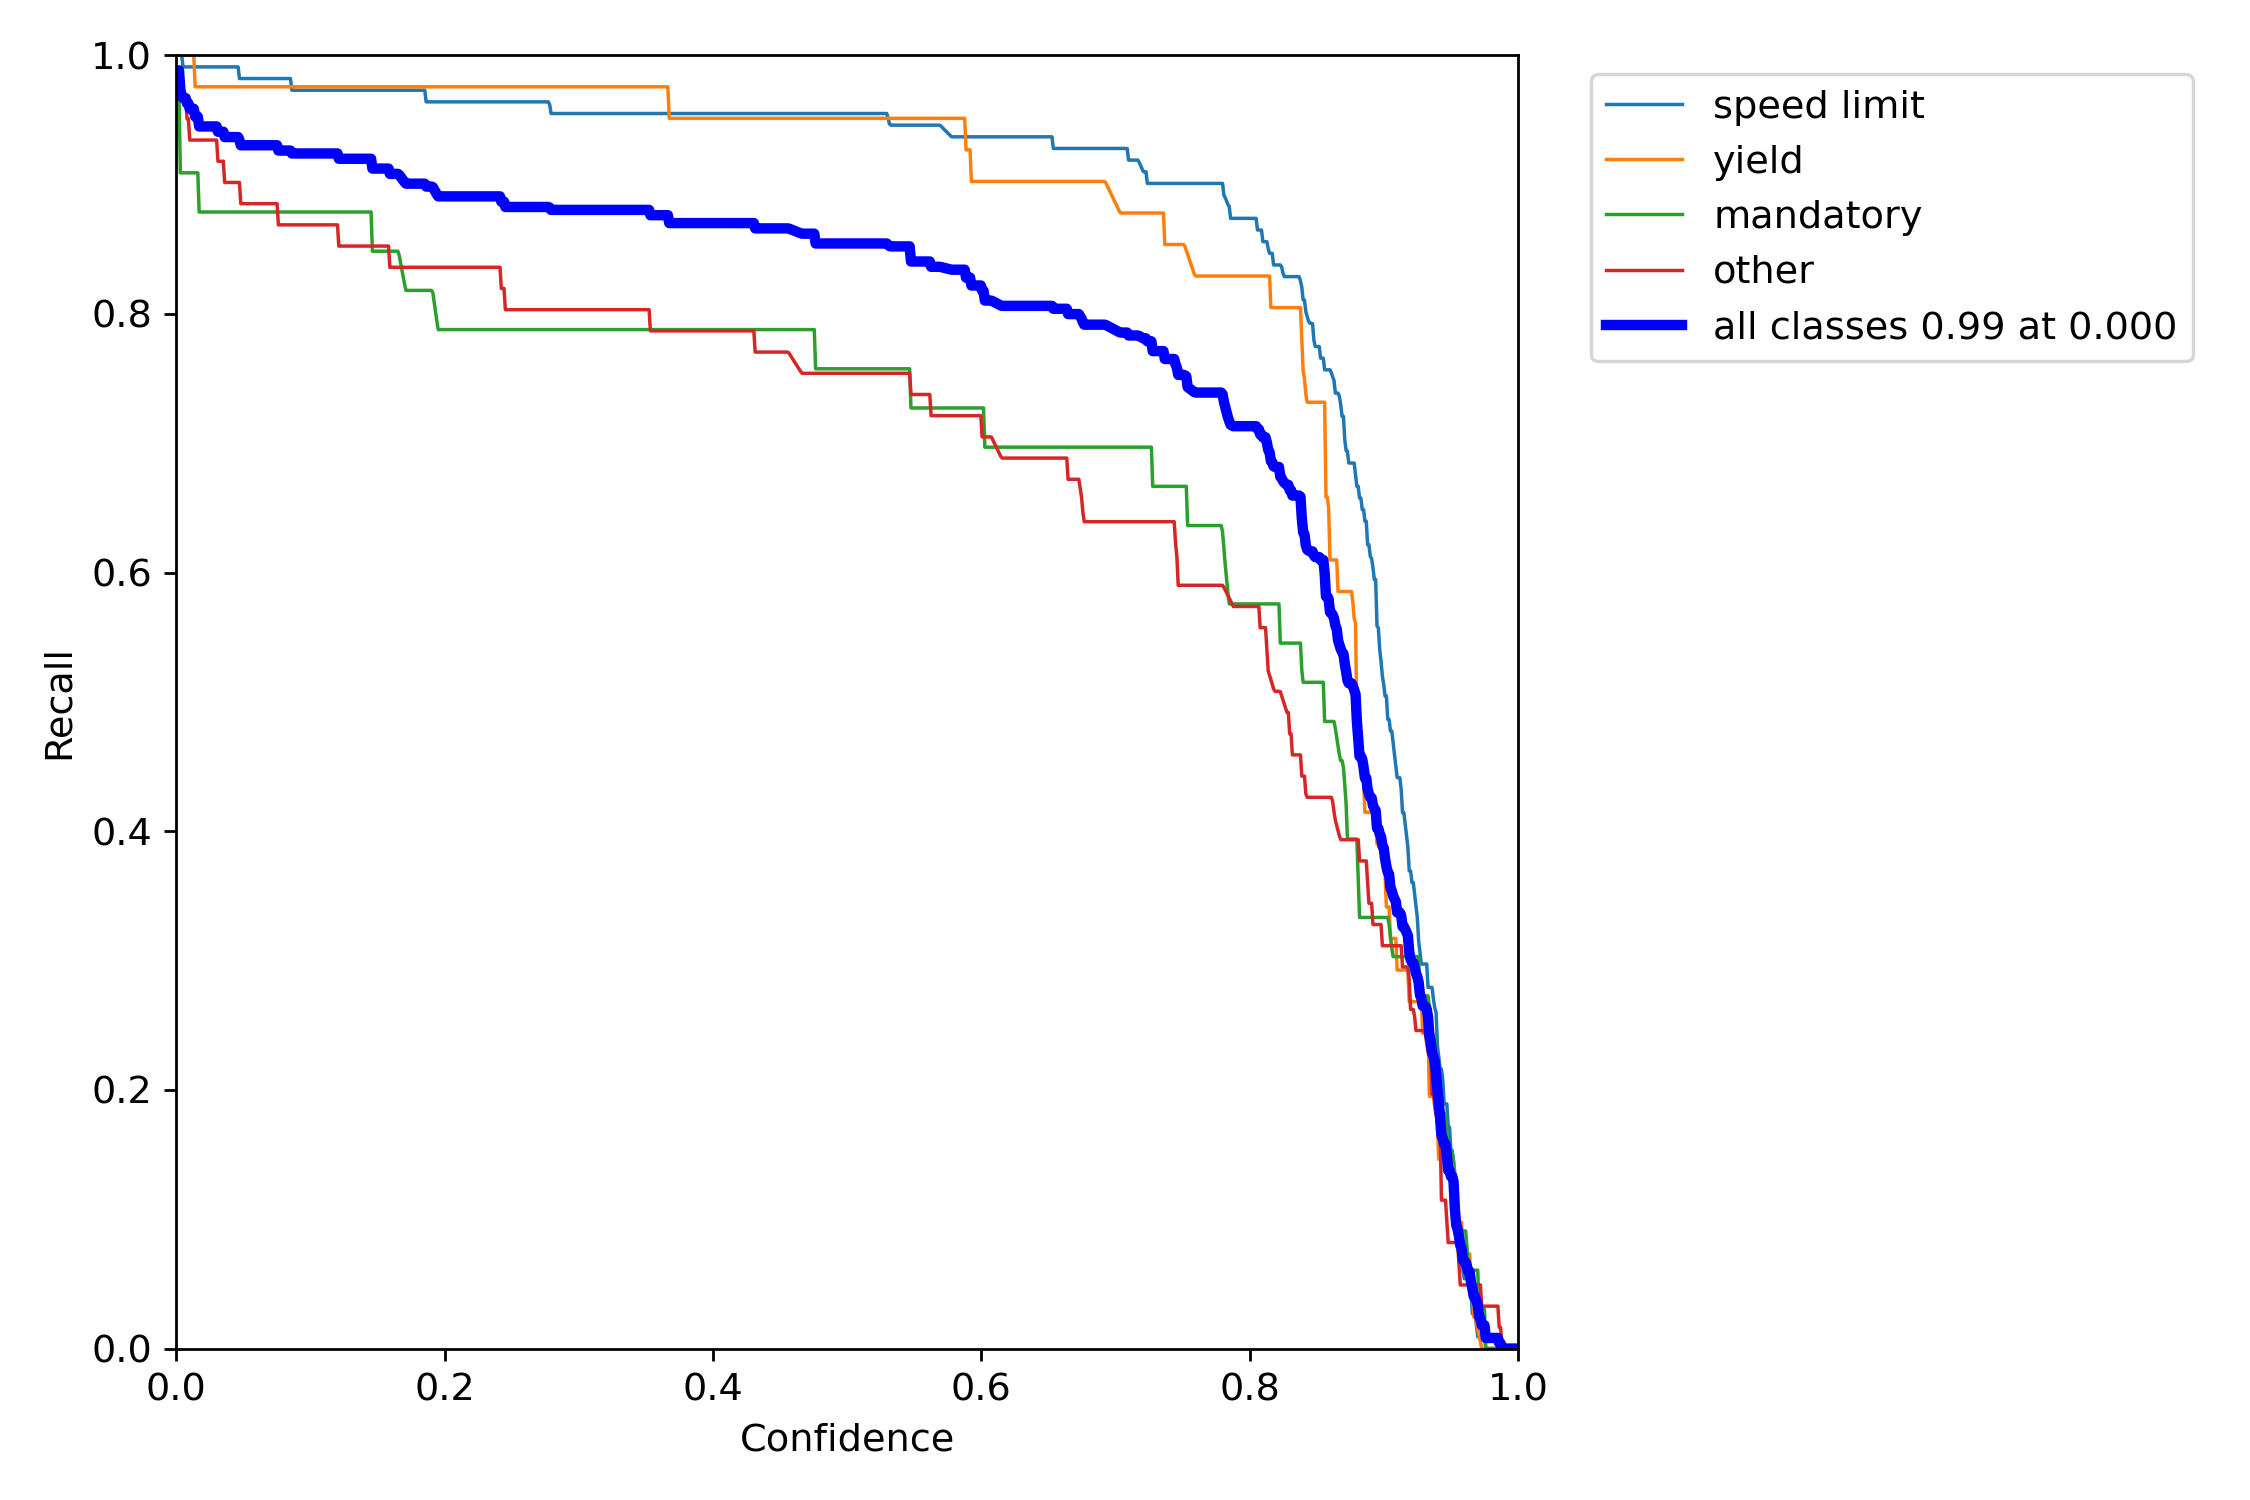 1.0
0.8
0.6
0.4
0.2
0.0
Recall
0.0 0.2 0.4 0.6 0.8 1.0
Confidence
speed limit
yield
mandatory
other
all classes 0.99 at 0.000